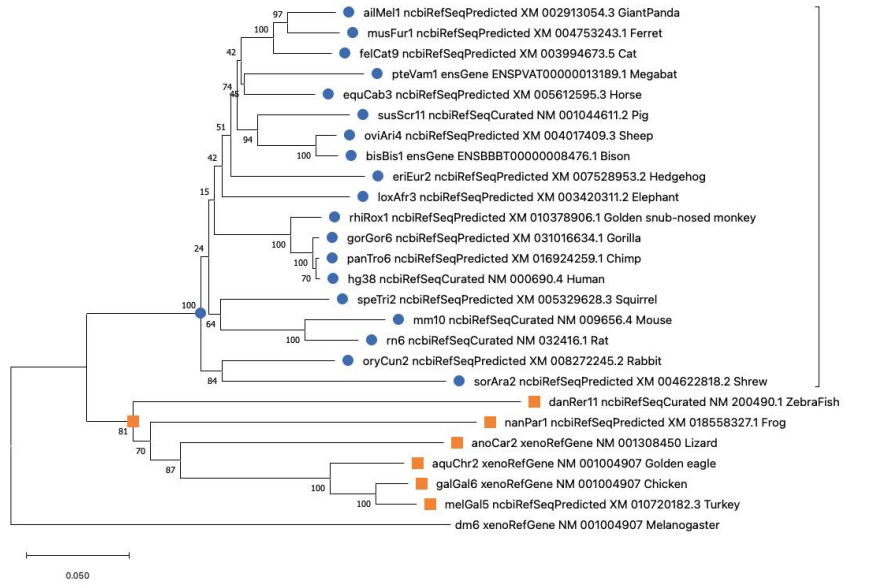 97
ailMel1 ncbiRefSeqPredicted XM 002913054.3 GiantPanda
100
musFur1 ncbiRefSeqPredicted XM 004753243.1 Ferret
42
felCat9 ncbiRefSeqPredicted XM 003994673.5 Cat
pteVam1 ensGene ENSPVAT00000013189.1 Megabat
74
45
equCab3 ncbiRefSeqPredicted XM 005612595.3 Horse
susScr11 ncbiRefSeqCurated NM 001044611.2 Pig
51
oviAri4 ncbiRefSeqPredicted XM 004017409.3 Sheep
94
100
bisBis1 ensGene ENSBBBT00000008476.1 Bison
42
eriEur2 ncbiRefSeqPredicted XM 007528953.2 Hedgehog
15
loxAfr3 ncbiRefSeqPredicted XM 003420311.2 Elephant
rhiRox1 ncbiRefSeqPredicted XM 010378906.1 Golden snub-nosed monkey
100
gorGor6 ncbiRefSeqPredicted XM 031016634.1 Gorilla
24
100
panTro6 ncbiRefSeqPredicted XM 016924259.1 Chimp
70
hg38 ncbiRefSeqCurated NM 000690.4 Human
speTri2 ncbiRefSeqPredicted XM 005329628.3 Squirrel
100
64
mm10 ncbiRefSeqCurated NM 009656.4 Mouse
100
rn6 ncbiRefSeqCurated NM 032416.1 Rat
oryCun2 ncbiRefSeqPredicted XM 008272245.2 Rabbit
84
sorAra2 ncbiRefSeqPredicted XM 004622818.2 Shrew
danRer11 ncbiRefSeqCurated NM 200490.1 ZebraFish
81
nanPar1 ncbiRefSeqPredicted XM 018558327.1 Frog
70
anoCar2 xenoRefGene NM 001308450 Lizard
87
aquChr2 xenoRefGene NM 001004907 Golden eagle
100
galGal6 xenoRefGene NM 001004907 Chicken
100
melGal5 ncbiRefSeqPredicted XM 010720182.3 Turkey
dm6 xenoRefGene NM 001004907 Melanogaster
0.050